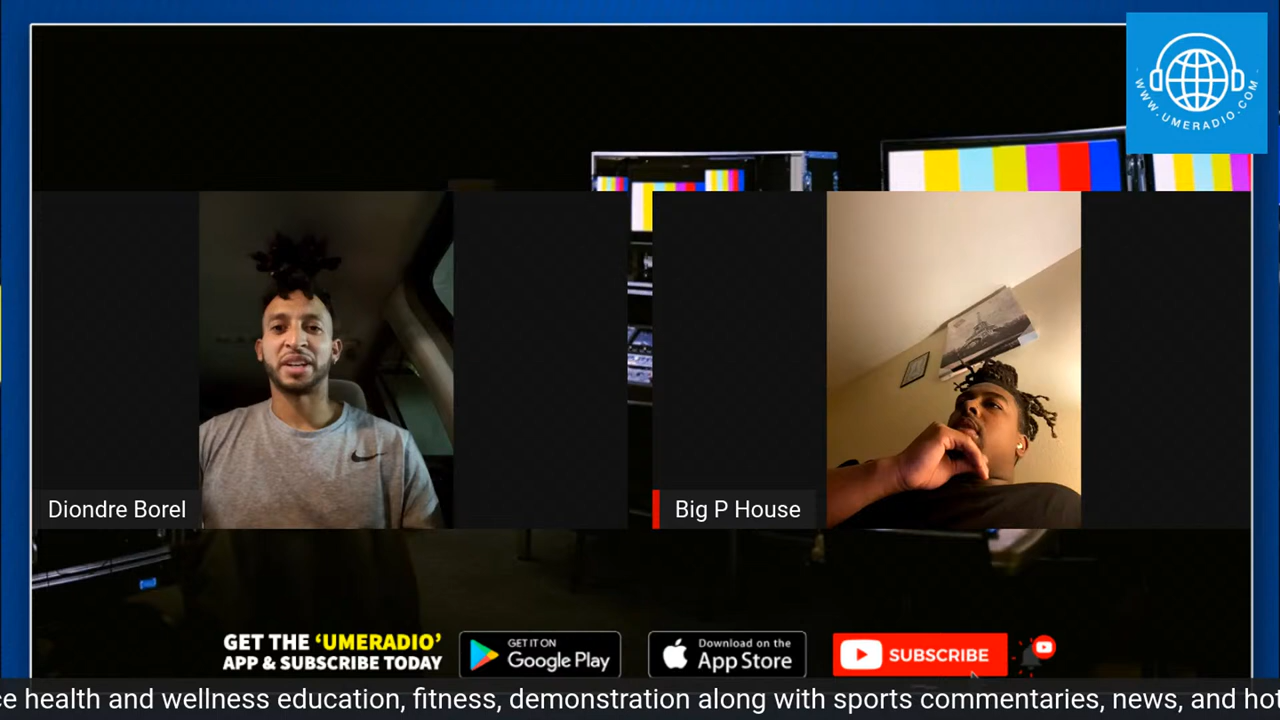 WWW.UMERADIO.COM
Diondre Borel
Big P House
GET THE ‘UMERADIO’
APP & SUBSCRIBE TODAY
GET IT ON
Google Play
Download on the
App Store
SUBSCRIBE
ce health and wellness education, fitness, demonstration along with sports commentaries, news, and hot